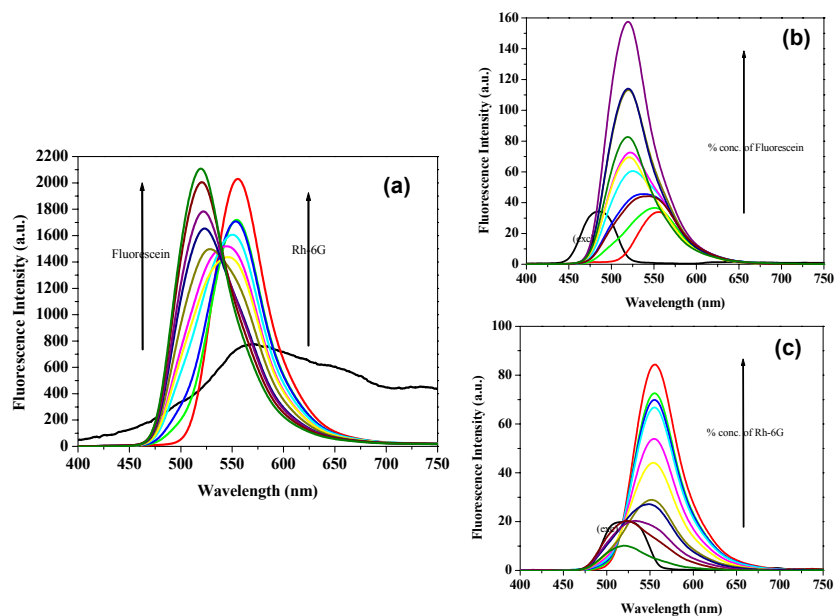 (a)
Fluorescence Intensity (a.u.)
2200
2000
1800
1600
1400
1200
1000
800
600
400
200
0
Fluorescein
Rh-6G
400 450 500 550 600 650 700 750
Wavelength (nm)
(b)
Fluorescence Intensity (a.u.)
160
140
120
100
80
60
40
20
0
% conc. of Fluorescein
(exc)
400 450 500 550 600 650 700 750
Wavelength (nm)
(c)
Fluorescence Intensity (a.u.)
100
80
60
40
20
0
% conc. of Rh-6G
(exc)
400 450 500 550 600 650 700 750
Wavelength (nm)